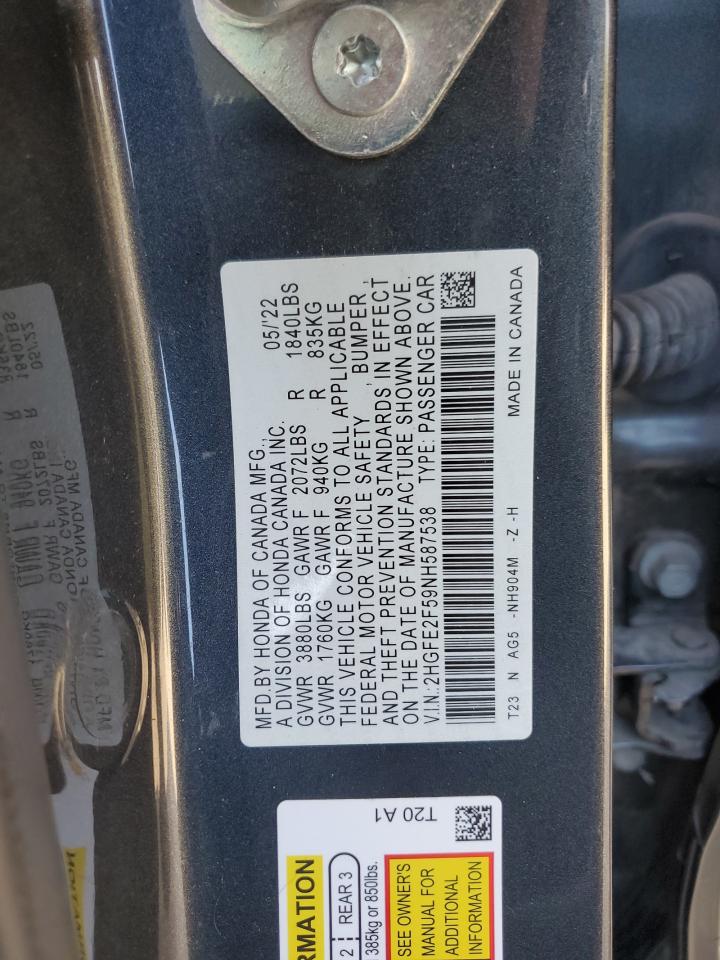 MFD.BY HONDA OF CANADA MFG., 05/'22
A DIVISION OF HONDA CANADA INC.
GVWR 3880LBS GAWR F 2072LBS R 1840LBS
GVWR 1760KG GAWR F 940KG R 835KG
THIS VEHICLE CONFORMS TO ALL APPLICABLE
FEDERAL MOTOR VEHICLE SAFETY , BUMPER ,
AND THEFT PREVENTION STANDARDS IN EFFECT
ON THE DATE OF MANUFACTURE SHOWN ABOVE.
V.I.N.:2HGFE2F59NH587538 TYPE: PASSENGER CAR
T23 N AG5 -NH904M -Z -H MADE IN CANADA
T20 A1
RMATION
2 REAR 3
385kg or 850lbs.
SEE OWNER'S
MANUAL FOR
ADDITIONAL
INFORMATION